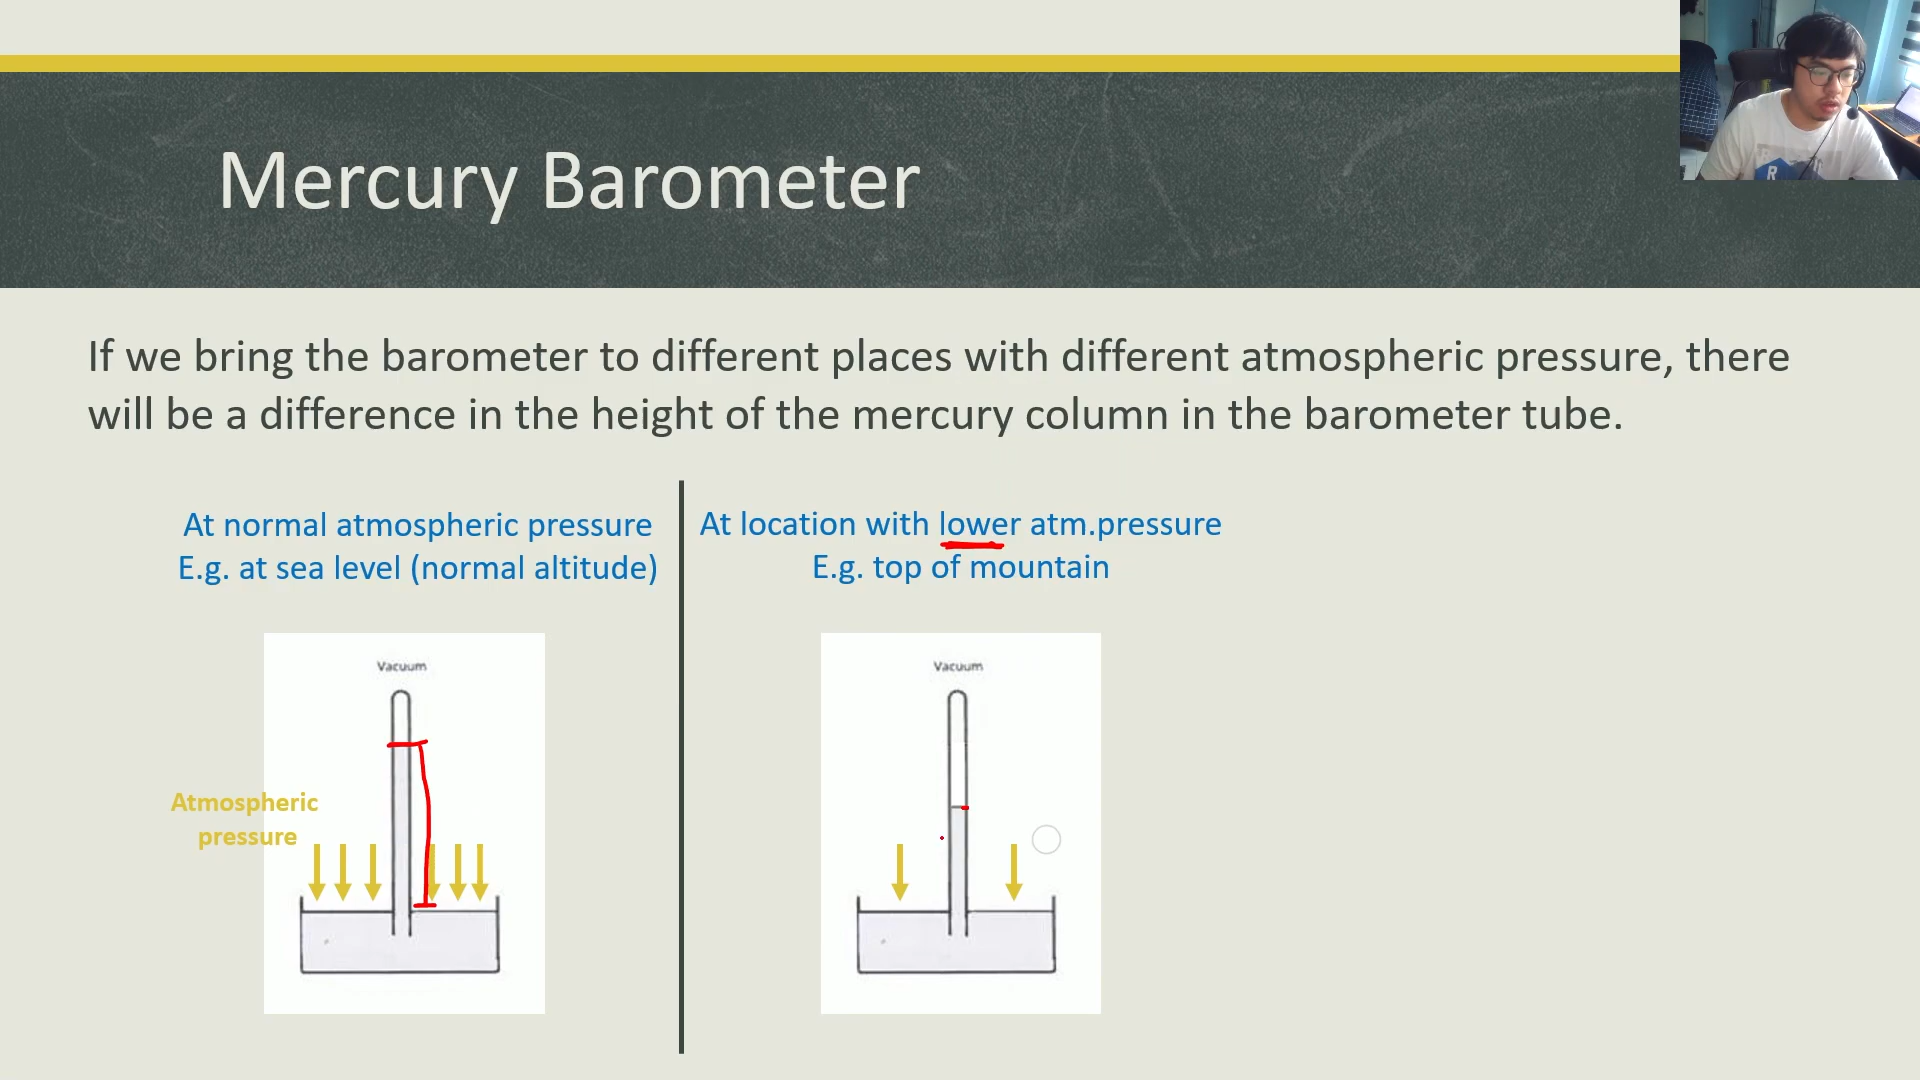 Mercury Barometer
If we bring the barometer to different places with different atmospheric pressure, there
will be a difference in the height of the mercury column in the barometer tube.
At normal atmospheric pressure
E.g. at sea level (normal altitude)
Vacuum
Atmospheric
pressure
At location with lower atm.pressure
E.g. top of mountain
Vacuum
R